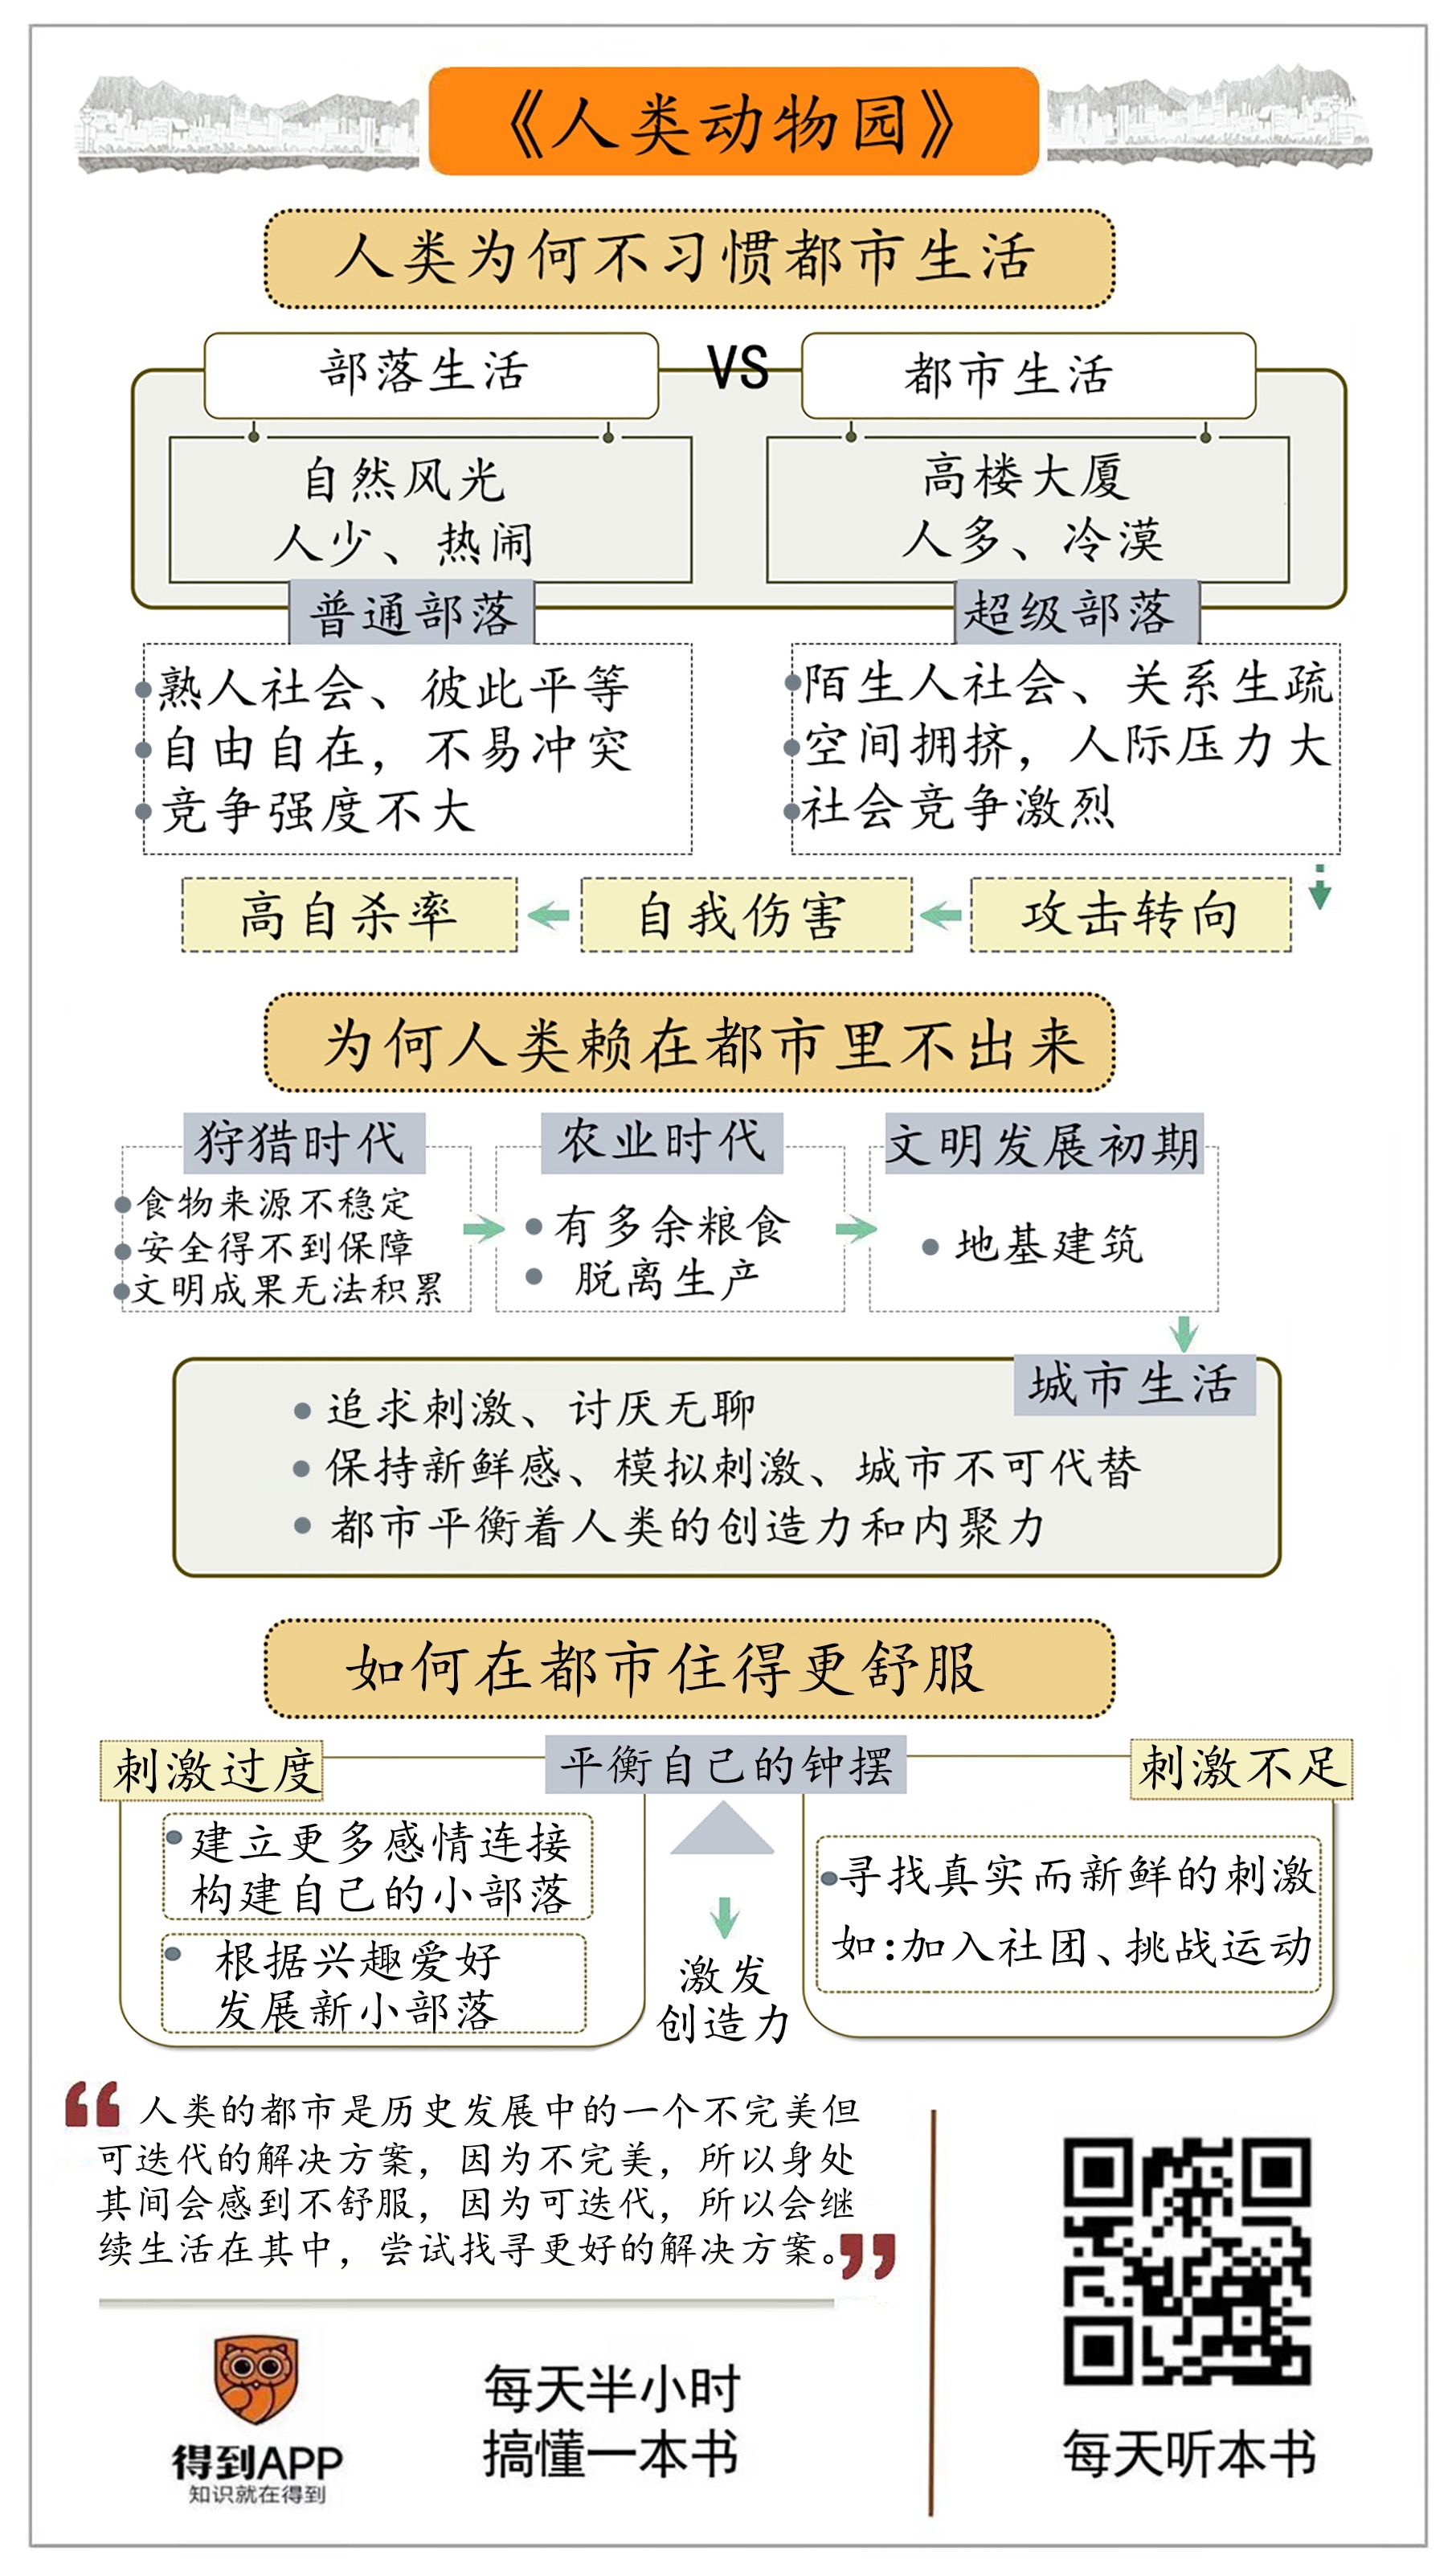 《人类动物园》
人类为何不习惯都市生活
部落生活
VS
都市生活
自然风光
人少、热闹
高楼大厦
人多、冷漠
普通部落
超级部落
熟人社会、彼此平等
自由自在，不易冲突
竞争强度不大
陌生人社会、关系生疏
空间拥挤，人际压力大
社会竞争激烈
高自杀率
自我伤害
攻击转向
为何人类赖在都市里不出来
狩猎时代
食物来源不稳定
安全得不到保障
文明成果无法积累
农业时代
有多余粮食
脱离生产
文明发展初期
地基建筑
城市生活
追求刺激、讨厌无聊
保持新鲜感、模拟刺激、城市不可代替
都市平衡着人类的创造力和内聚力
如何在都市住得更舒服
刺激过度
平衡自己的钟摆
刺激不足
建立更多感情连接
构建自己的小部落
根据兴趣爱好
发展新小部落
激发
创造力
寻找真实而新鲜的刺激
如：加入社团、挑战运动
“人类的都市是历史发展中的一个不完美但
可迭代的解决方案，因为不完美，所以身处
其间会感到不舒服，因为可迭代，所以会继
续生活在其中，尝试找寻更好的解决方案。”
得到APP
知识就在得到
每天半小时
搞懂一本书
每天听本书